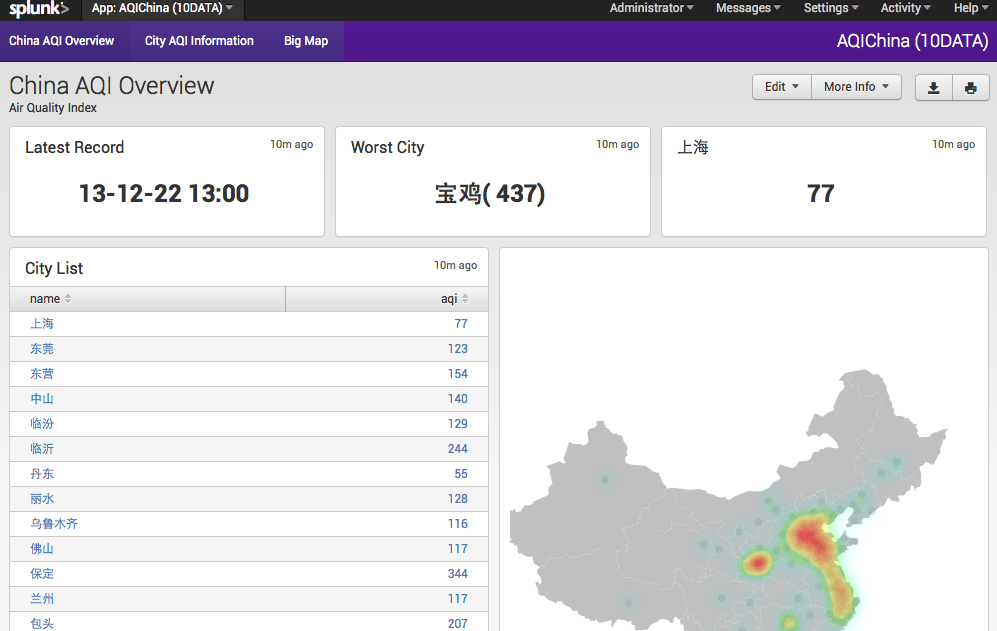 splunk> App: AQIChina (10DATA) Administrator Messages Settings Activity Help
China AQI Overview City AQI Information Big Map AQIChina (10DATA)
China AQI Overview Edit More Info
Air Quality Index
Latest Record 10m ago
13-12-22 13:00
Worst City 10m ago
宝鸡( 437)
上海 10m ago
77
City List 10m ago
name aqi
上海 77
东莞 123
东营 154
中山 140
临汾 129
临沂 244
丹东 55
丽水 128
乌鲁木齐 116
佛山 117
保定 344
兰州 117
包头 207